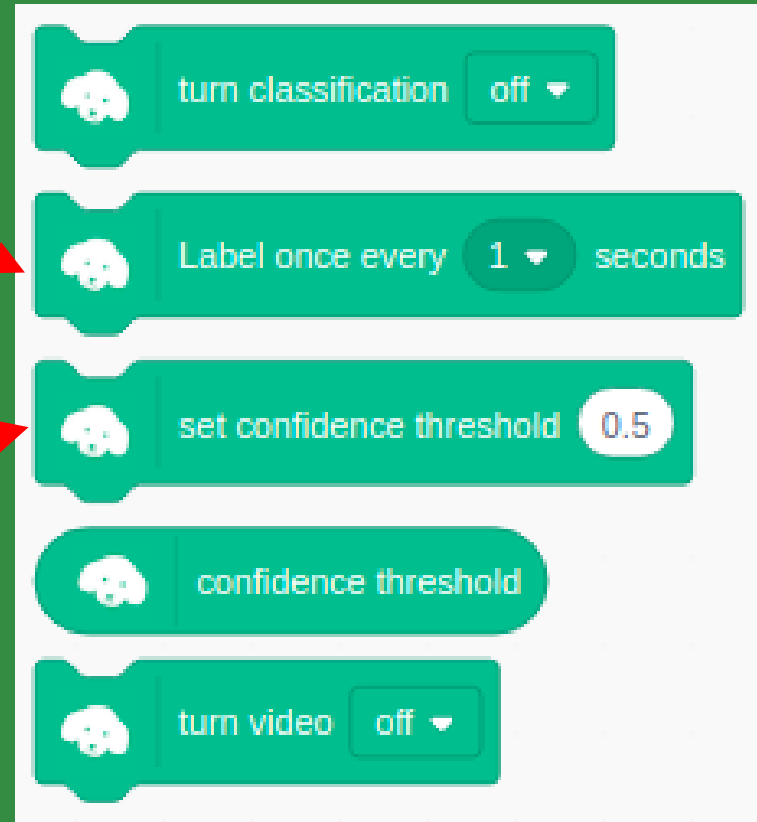 turn classification off
Label once every 1 seconds
set confidence threshold 0.5
confidence threshold
turn video off